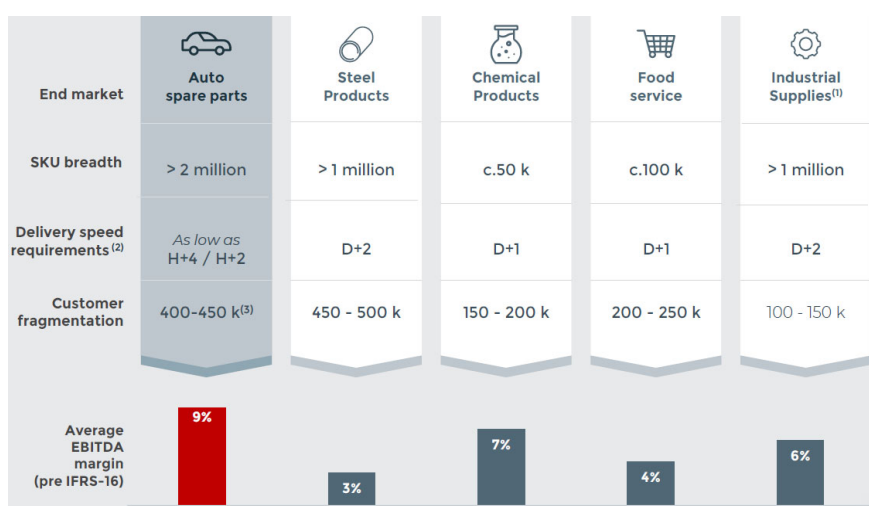 End market
Auto
spare parts
Steel
Products
Chemical
Products
Food
service
Industrial
Supplies(1)
SKU breadth
> 2 million
> 1 million
c.50 k
c.100 k
> 1 million
Delivery speed
requirements (2)
As low as
H+4 / H+2
D+2
D+1
D+1
D+2
Customer
fragmentation
400-450 k(3)
450 - 500 k
150 - 200 k
200 - 250 k
100 - 150 k
Average
EBITDA
margin
(pre IFRS-16)
9%
3%
7%
4%
6%